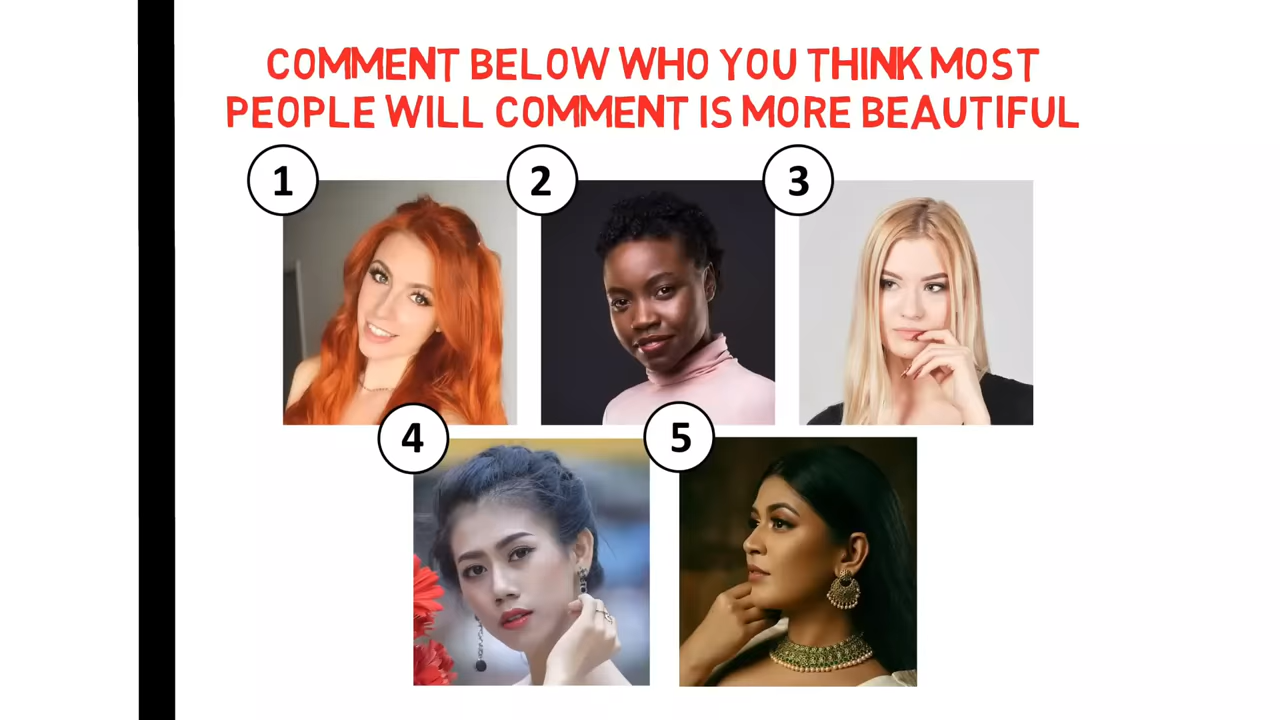 COMMENT BELOW WHO YOU THINK MOST
PEOPLE WILL COMMENT IS MORE BEAUTIFUL
1
2
3
4
5